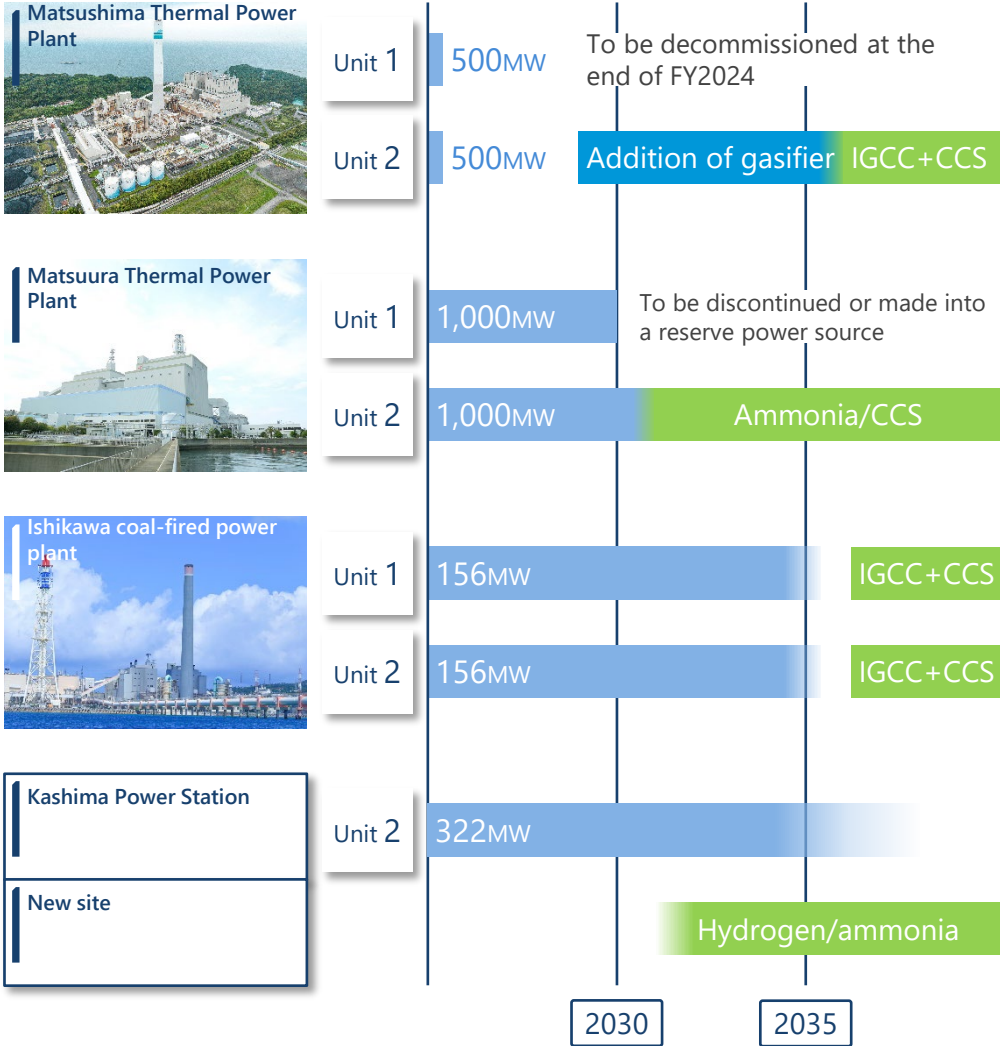 Matsushima Thermal Power
Plant
Unit 1
500MW
To be decommissioned at the
end of FY2024
Unit 2
500MW
Addition of gasifier
IGCC+CCS
Matsuura Thermal Power
Plant
Unit 1
1,000MW
To be discontinued or made into
a reserve power source
Unit 2
1,000MW
Ammonia/CCS
Ishikawa coal-fired power
plant
Unit 1
156MW
IGCC+CCS
Unit 2
156MW
IGCC+CCS
Kashima Power Station
Unit 2
322MW
New site
Hydrogen/ammonia
2030
2035